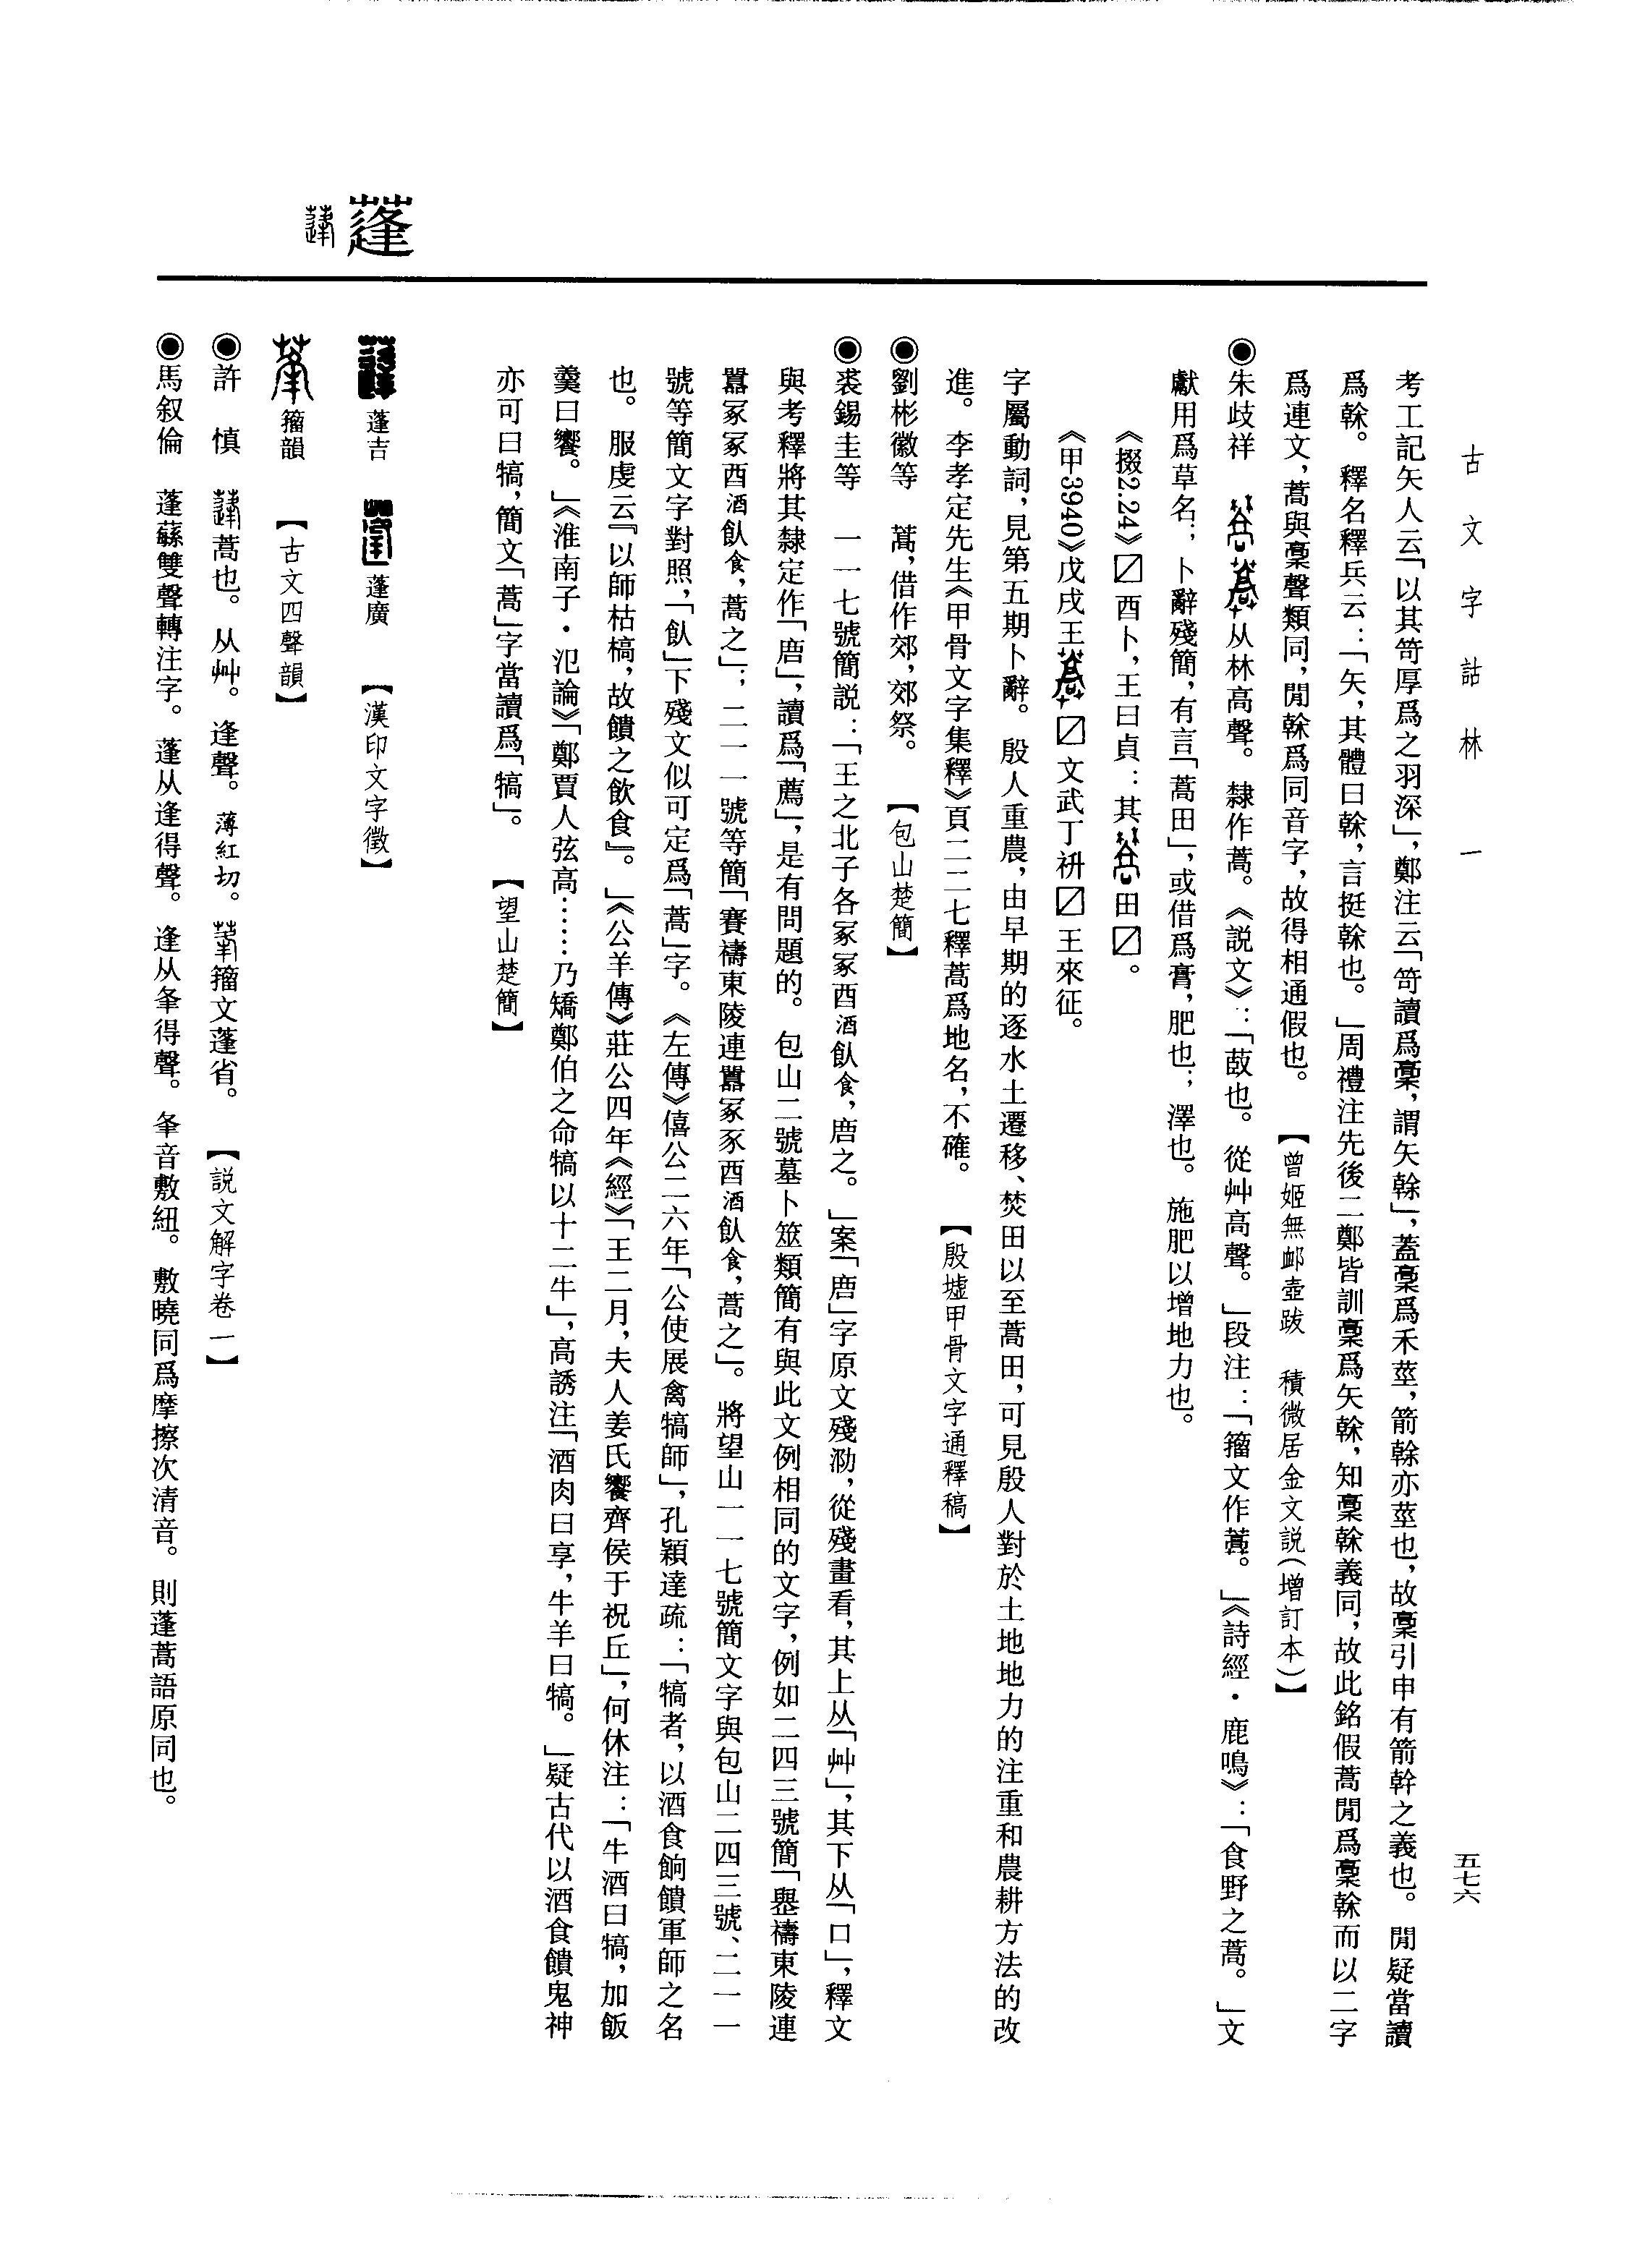 古文字詁林 一
五七六
考工記矢人云「以其笴厚爲之羽深」，鄭注云「笴讀爲稾，謂矢榦」，蓋稾爲禾莖，箭榦亦莖也，故稾引申有箭幹之義也。閒疑當讀
爲榦。釋名釋兵云：「矢，其體曰榦，言挺榦也。」周禮注先後二鄭皆訓稾爲矢榦，知稾榦義同，故此銘假蒿閒爲稾榦而以二字
爲連文，蒿與稾聲類同，閒榦爲同音字，故得相通假也。【曾姬無卹壺跋 積微居金文説（增訂本）】
◉朱歧祥 从林高聲。隸作蒿。《説文》：「菣也。從艸高聲。」段注：「籀文作。」《詩經·鹿鳴》：「食野之蒿。」文
獻用爲草名；卜辭殘簡，有言「蒿田」，或借爲膏，肥也；澤也。施肥以增地力也。
《掇2.24》☑酉卜，王曰貞：其田☑。
《甲3940》戊戌王☑文武丁祔☑王來征。
字屬動詞，見第五期卜辭。殷人重農，由早期的逐水土遷移、焚田以至蒿田，可見殷人對於土地地力的注重和農耕方法的改
進。李孝定先生《甲骨文字集釋》頁二二七釋蒿爲地名，不確。【殷墟甲骨文字通釋稿】
◉劉彬徽等 蒿，借作郊，郊祭。【包山楚簡】
◉裘錫圭等 一一七號簡説：「王之北子各冢冢酉酒飤食，唐之。」案「唐」字原文殘泐，從殘畫看，其上从「艸」，其下从「口」，釋文
與考釋將其隸定作「唐」，讀爲「薦」，是有問題的。包山二號墓卜筮類簡有與此文例相同的文字，例如二四三號簡「禱東陵連
囂冢冢酉酒飤食，蒿之」；二一一號等簡「賽禱東陵連囂冢豕酉酒飤食，蒿之」。將望山一一七號簡文字與包山二四三號、二一一
號等簡文字對照，「飤」下殘文似可定爲「蒿」字。《左傳》僖公二六年「公使展禽犒師」，孔穎達疏：「犒者，以酒食餉饋軍師之名
也。服虔云『以師枯槁，故饋之飲食』。」《公羊傳》莊公四年《經》「王二月，夫人姜氏饗齊侯于祝丘」，何休注：「牛酒曰犒，加飯
羹曰饗。」《淮南子·氾論》「鄭賈人弦高……乃矯鄭伯之命犒以十二牛」，高誘注「酒肉曰享，牛羊曰犒。」疑古代以酒食饋鬼神
亦可曰犒，簡文「蒿」字當讀爲「犒」。【望山楚簡】
蓬
蓬吉 蓬廣 【漢印文字徵】
籀韻 【古文四聲韻】
◉許 慎 蒿也。从艸。逢聲。薄紅切。籀文蓬省。【説文解字卷一】
◉馬叙倫 蓬蘇雙聲轉注字。蓬从逢得聲。逢从夆得聲。夆音敷紐。敷曉同爲摩擦次清音。則蓬蒿語原同也。